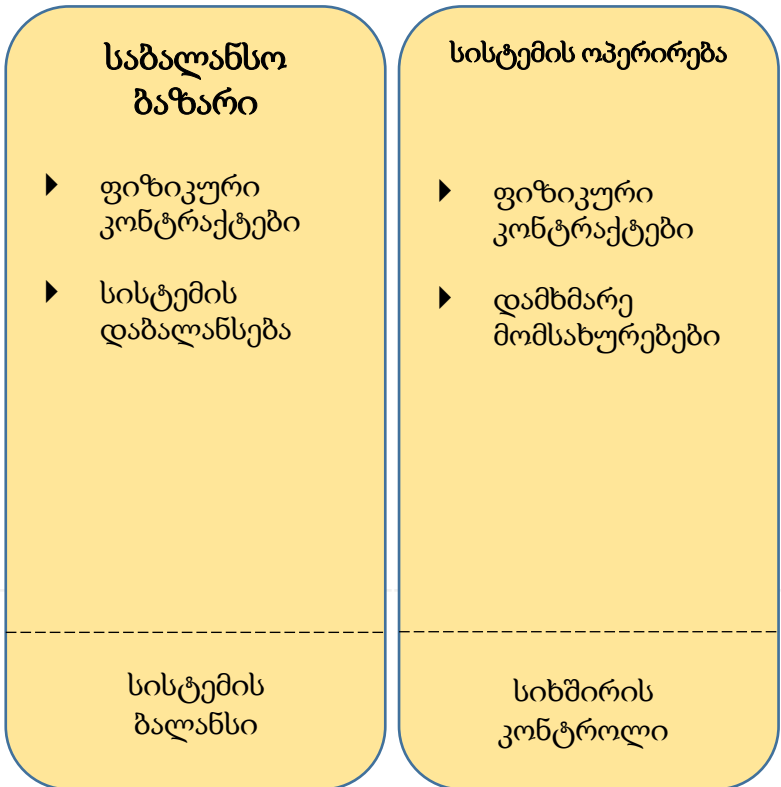 საბალანსო
ბაზარი
ფიზიკური
კონტრაქტები
სისტემის
დაბალანსება
სისტემის
ბალანსი
სისტემის ოპერირება
ფიზიკური
კონტრაქტები
დამხმარე
მომსახურებები
სიხშირის
კონტროლი